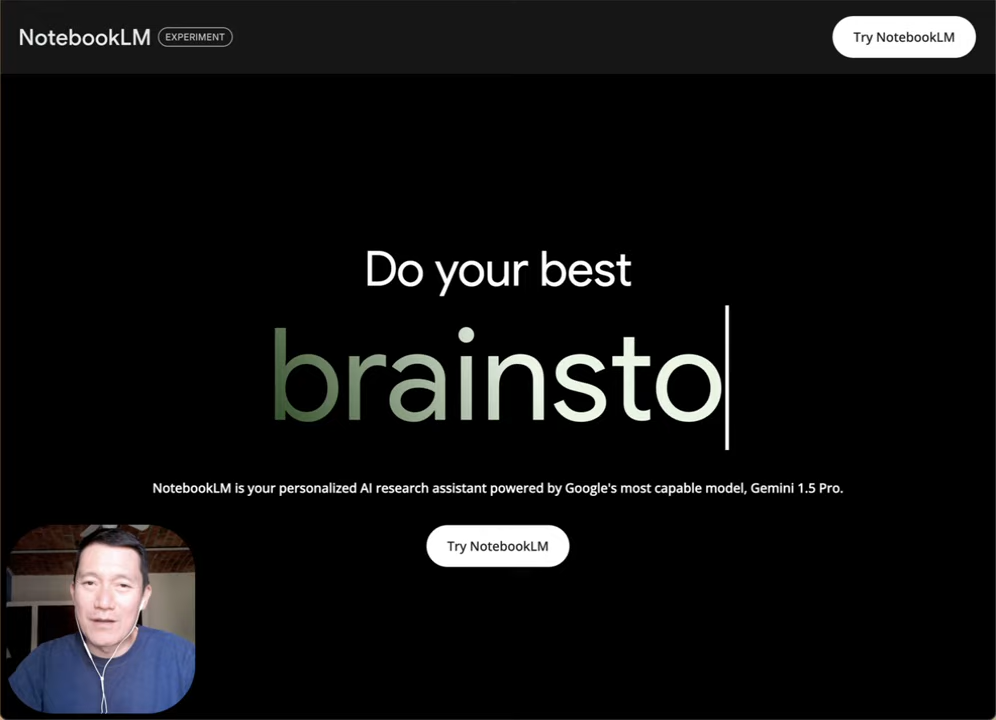 NotebookLM EXPERIMENT Try NotebookLM
Do your best
brainsto
NotebookLM is your personalized AI research assistant powered by Google's most capable model, Gemini 1.5 Pro.
Try NotebookLM